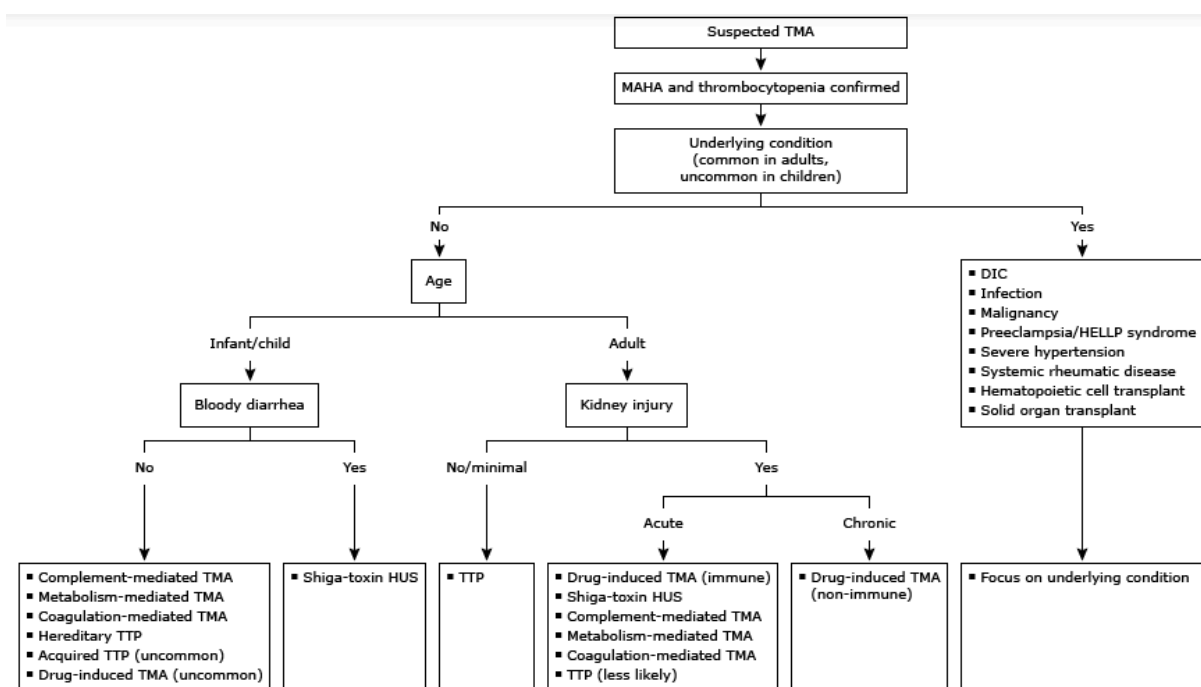 Suspected TMA
MAHA and thrombocytopenia confirmed
Underlying condition
(common in adults,
uncommon in children)
No
Yes
Age
▪ DIC
▪ Infection
▪ Malignancy
▪ Preeclampsia/HELLP syndrome
▪ Severe hypertension
▪ Systemic rheumatic disease
▪ Hematopoietic cell transplant
▪ Solid organ transplant
Infant/child
Adult
Bloody diarrhea
Kidney injury
No
Yes
No/minimal
Yes
Acute
Chronic
▪ Complement-mediated TMA
▪ Metabolism-mediated TMA
▪ Coagulation-mediated TMA
▪ Hereditary TTP
▪ Acquired TTP (uncommon)
▪ Drug-induced TMA (uncommon)
▪ Shiga-toxin HUS
▪ TTP
▪ Drug-induced TMA (immune)
▪ Shiga-toxin HUS
▪ Complement-mediated TMA
▪ Metabolism-mediated TMA
▪ Coagulation-mediated TMA
▪ TTP (less likely)
▪ Drug-induced TMA
(non-immune)
▪ Focus on underlying condition